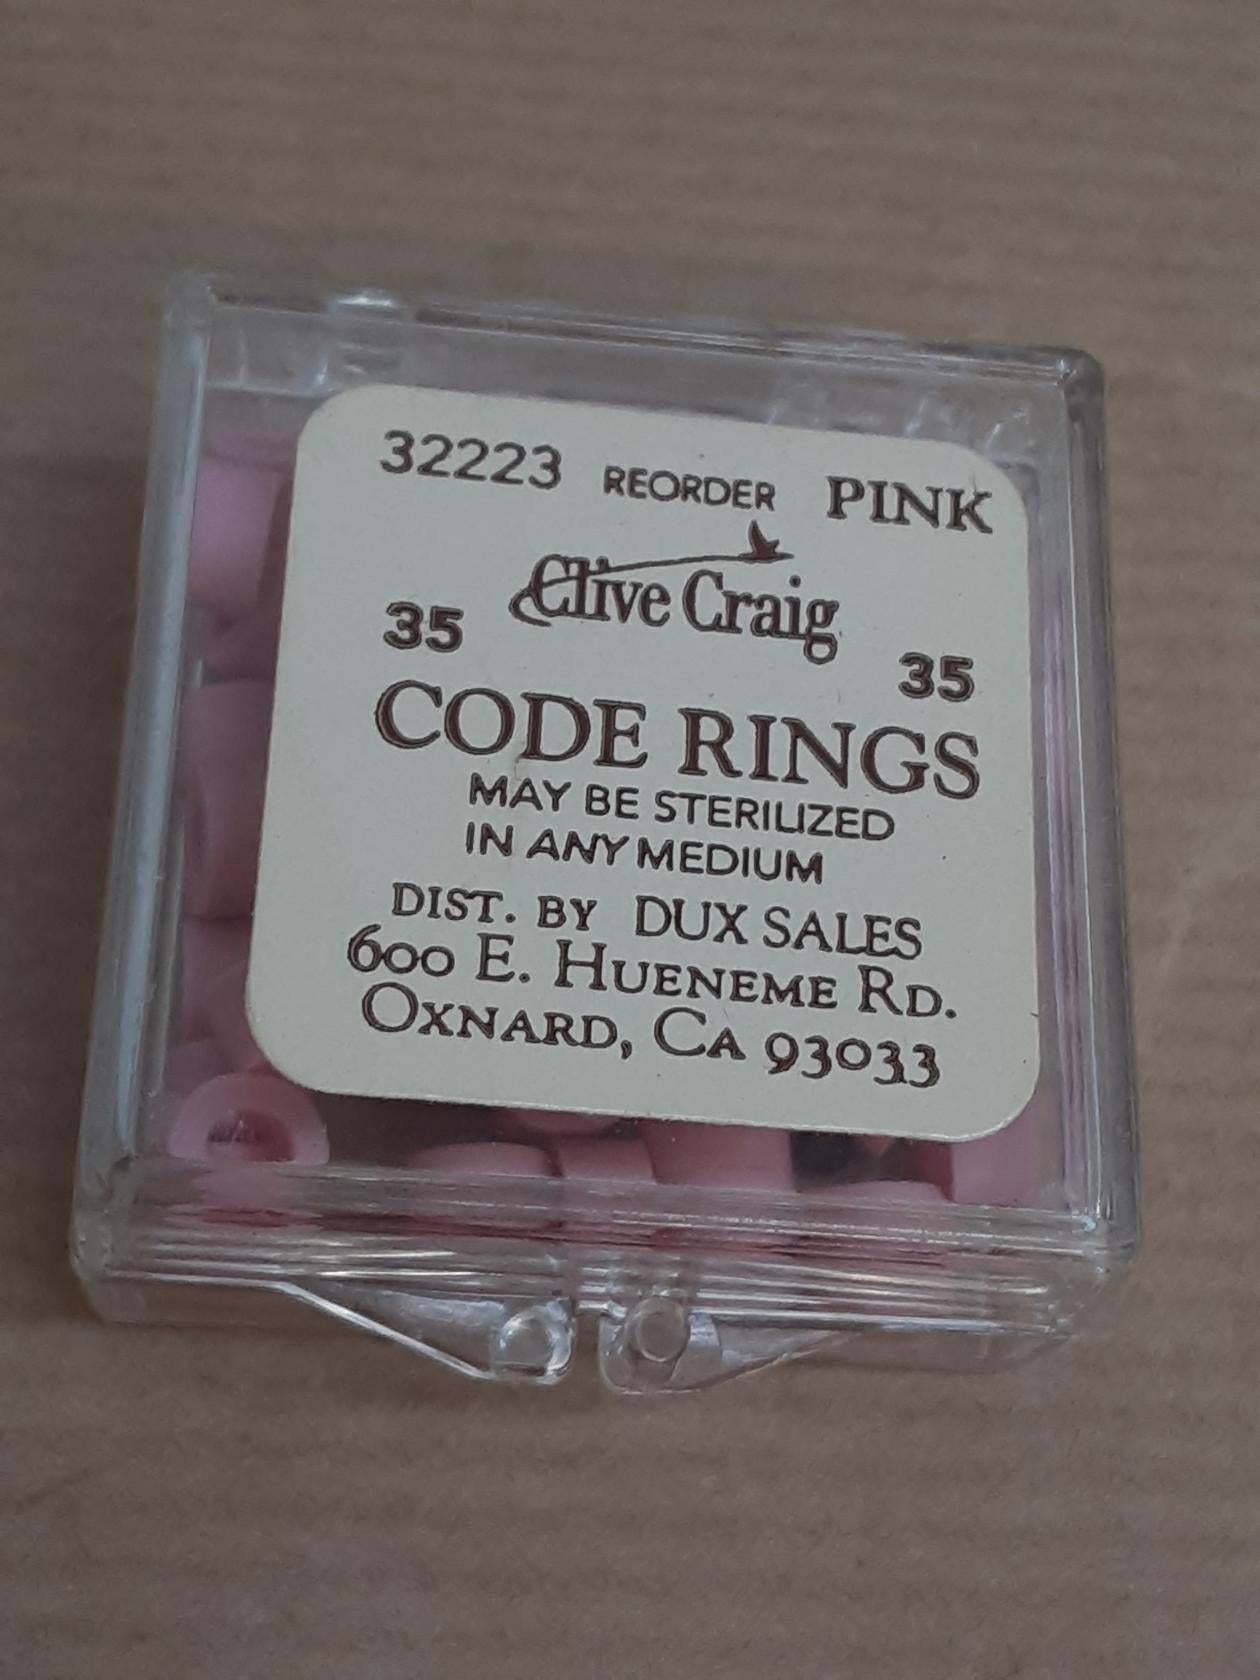 32223 REORDER PINK
Clive Craig
35 35
CODE RINGS
MAY BE STERILIZED
IN ANY MEDIUM
DIST. BY DUX SALES
600 E. HUENEME RD.
OXNARD, CA 93033